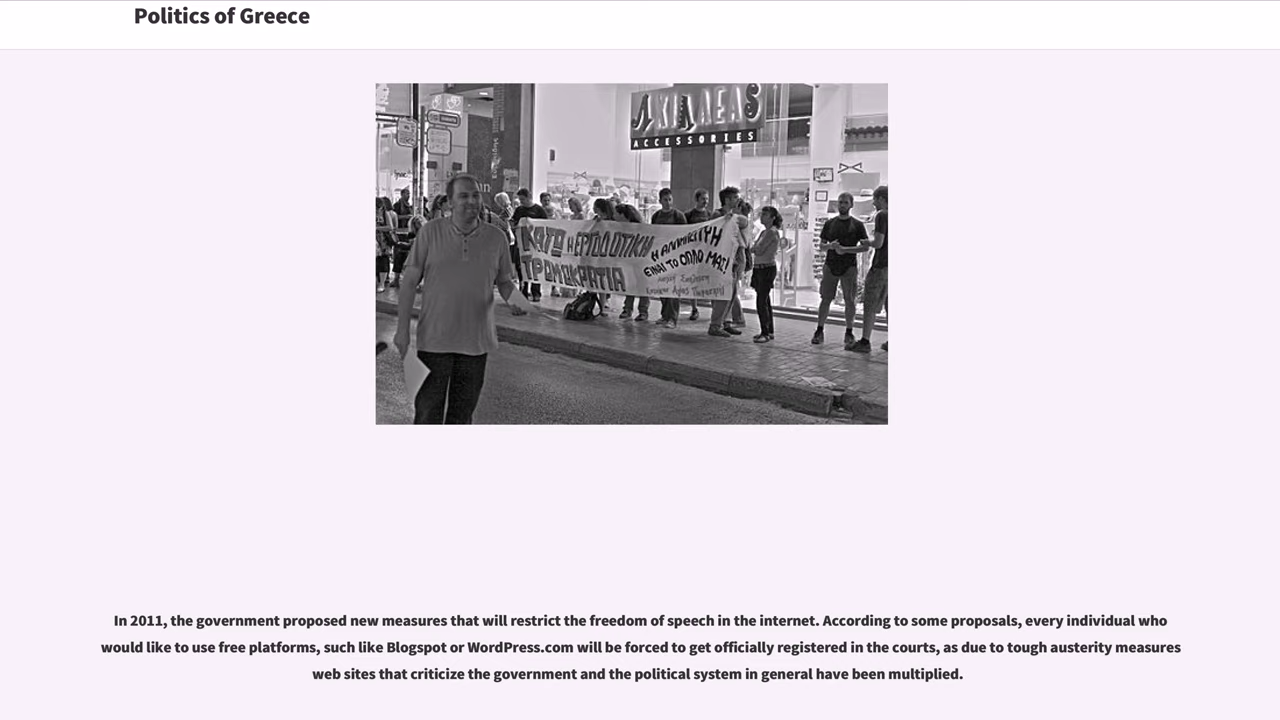 Politics of Greece
ΑΧΙΛΛΕΑS
ACCESSORIES
ΚΑΤΩ Η ΕΡΓΟΔΟΤΙΚΗ
ΤΡΟΜΟΚΡΑΤΙΑ
Η ΑΛΛΗΛΕΓΓΥΗ
ΕΙΝΑΙ ΤΟ ΟΠΛΟ ΜΑΣ!
In 2011, the government proposed new measures that will restrict the freedom of speech in the internet. According to some proposals, every individual who
would like to use free platforms, such like Blogspot or WordPress.com will be forced to get officially registered in the courts, as due to tough austerity measures
web sites that criticize the government and the political system in general have been multiplied.